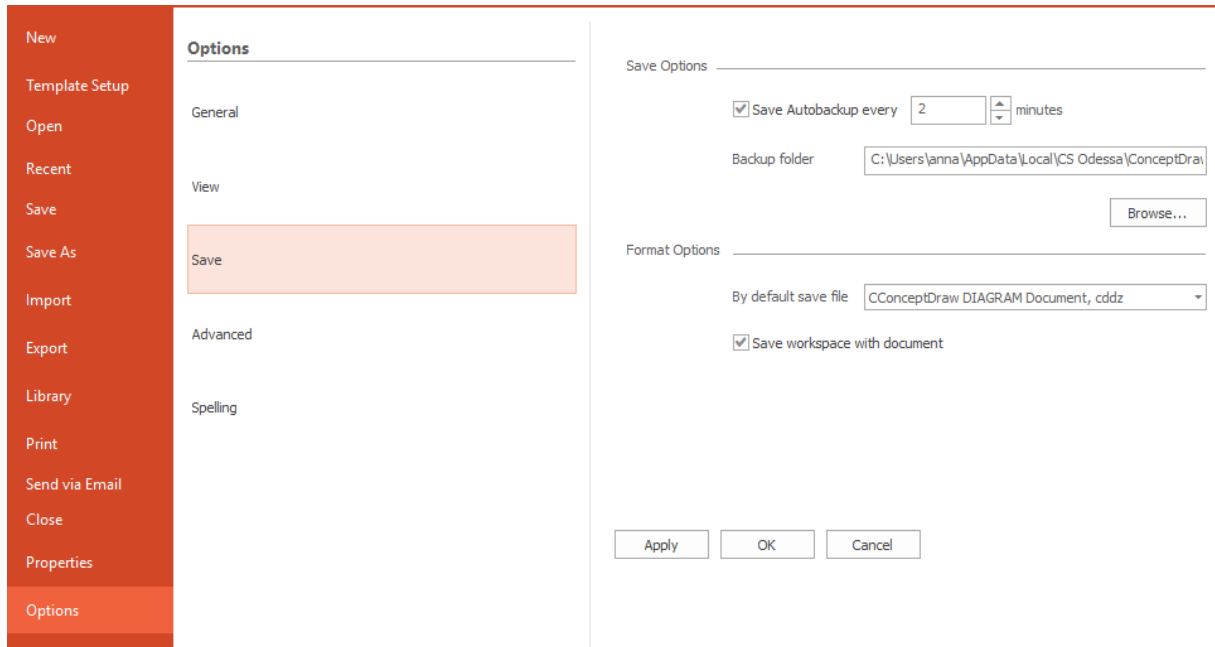 New
Template Setup
Open
Recent
Save
Save As
Import
Export
Library
Print
Send via Email
Close
Properties
Options
Options
General
View
Save
Advanced
Spelling
Save Options
Save Autobackup every 2 minutes
Backup folder C:\Users\anna\AppData\Local\CS Odessa\ConceptDraw
Browse...
Format Options
By default save file CConceptDraw DIAGRAM Document, cddz
Save workspace with document
Apply OK Cancel